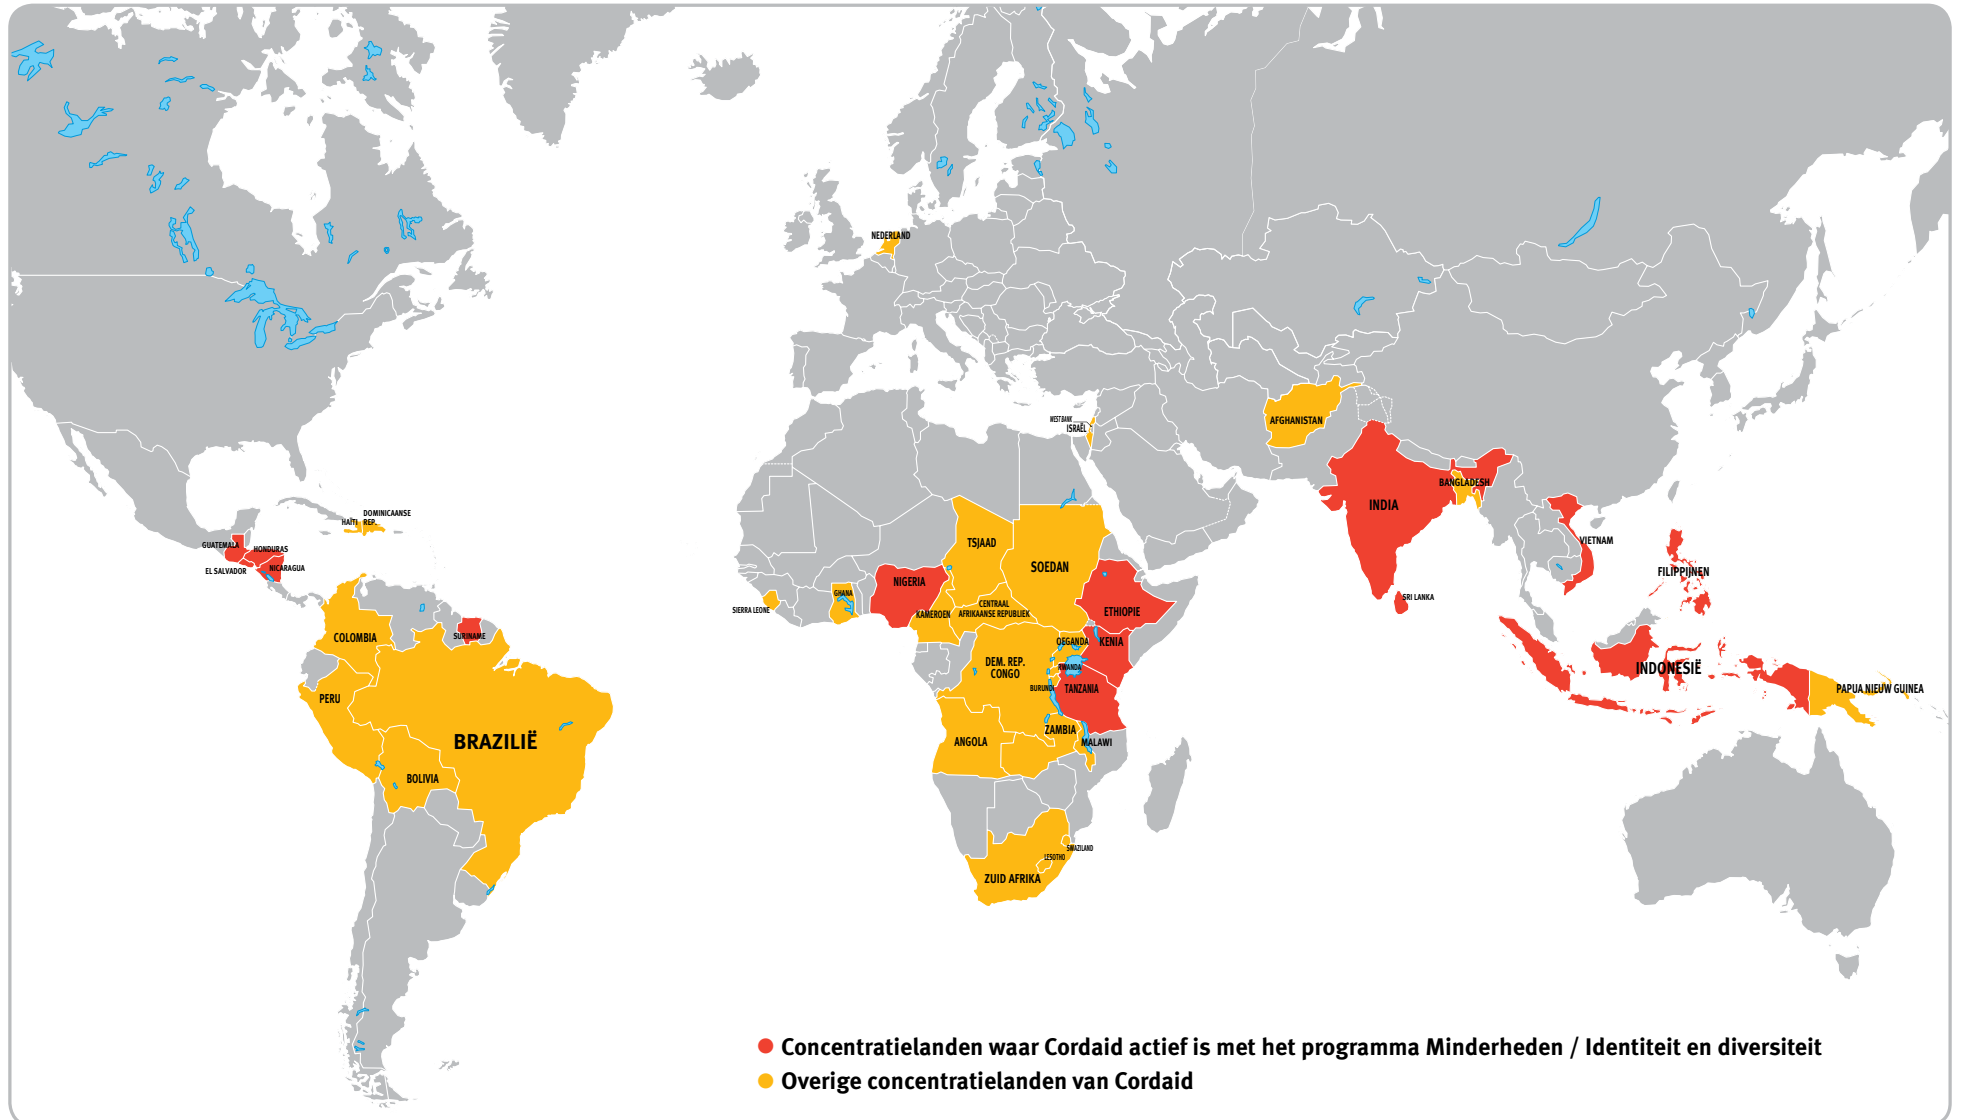 NEDERLAND
WESTBANK
ISRAËL
AFGHANISTAN
BANGLADESH
INDIA
DOMINICAANSE
HAÏTI REP.
GUATEMALA
HONDURAS
EL SALVADOR
NICARAGUA
VIETNAM
FILIPPIJNEN
SRI LANKA
TSJAAD
SOEDAN
NIGERIA
GHANA
SIERRA LEONE
KAMEROEN
CENTRAAL
AFRIKAANSE REPUBLIEK
ETHIOPIE
COLOMBIA
SURINAME
OEGANDA
KENIA
DEM. REP.
CONGO
RWANDA
BURUNDI
TANZANIA
INDONESIË
PAPUA NIEUW GUINEA
PERU
BRAZILIË
BOLIVIA
ANGOLA
ZAMBIA
MALAWI
SWAZILAND
LESOTHO
ZUID AFRIKA
Concentratielanden waar Cordaid actief is met het programma Minderheden / Identiteit en diversiteit
Overige concentratielanden van Cordaid